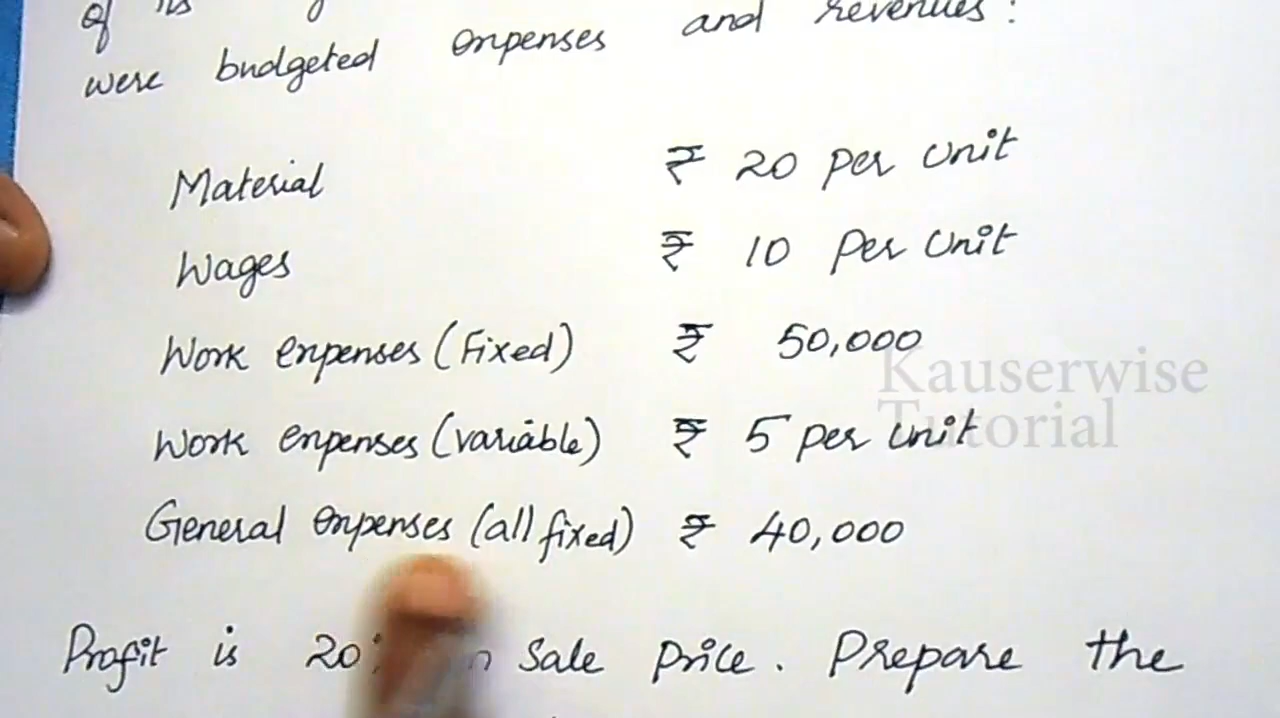 of its
and revenues:
were budgeted expenses
Material ₹ 20 per unit
Wages ₹ 10 Per Unit
Work expenses (Fixed) ₹ 50,000
Work expenses (variable) ₹ 5 per unit
General expenses (all fixed) ₹ 40,000
Profit is 20% Sale price. Prepare the
Kauserwise
Tutorial